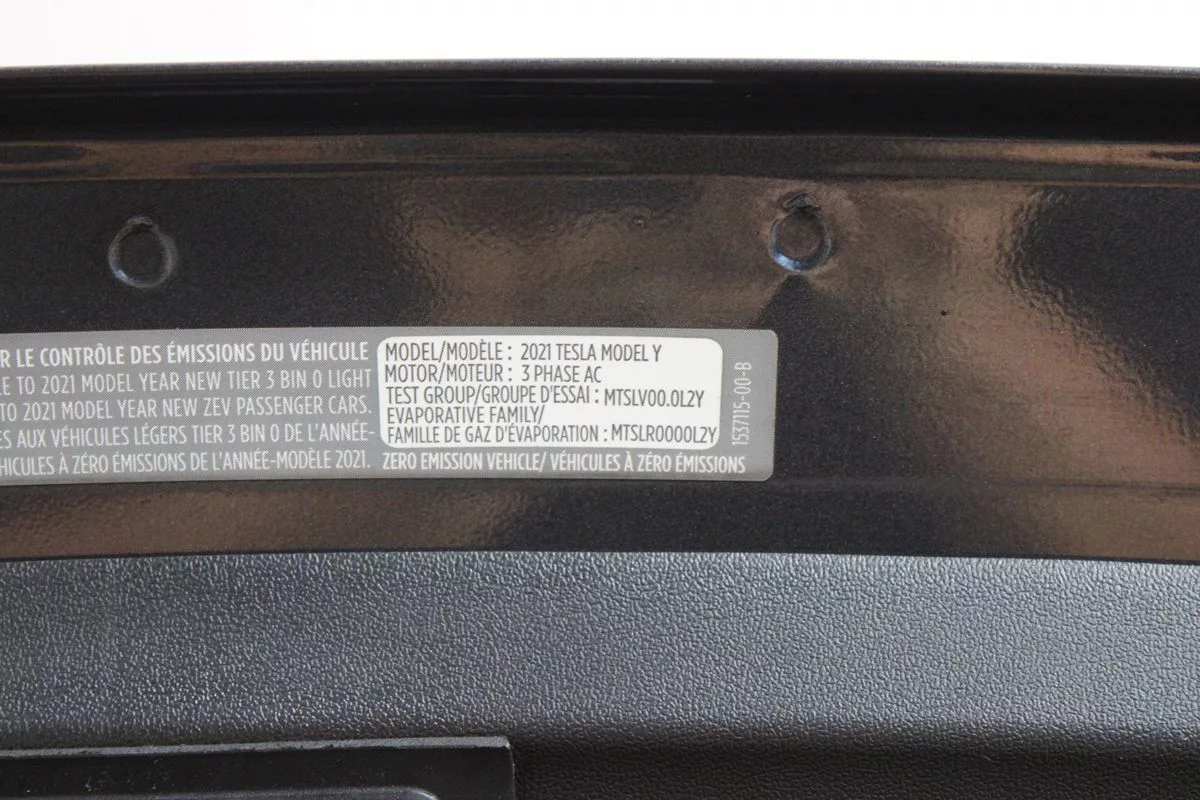 R LE CONTRÔLE DES ÉMISSIONS DU VÉHICULE
E TO 2021 MODEL YEAR NEW TIER 3 BIN 0 LIGHT
TO 2021 MODEL YEAR NEW ZEV PASSENGER CARS.
ES AUX VÉHICULES LÉGERS TIER 3 BIN 0 DE L'ANNÉE-
HICULES À ZÉRO ÉMISSIONS DE L'ANNÉE-MODÈLE 2021.
MODEL/MODÈLE : 2021 TESLA MODEL Y
MOTOR/MOTEUR : 3 PHASE AC
TEST GROUP/GROUPE D'ESSAI : MTSLV00.0L2Y
EVAPORATIVE FAMILY/
FAMILLE DE GAZ D'ÉVAPORATION : MTSLR0000L2Y
ZERO EMISSION VEHICLE/ VÉHICULES À ZÉRO ÉMISSIONS
1537115-00-B